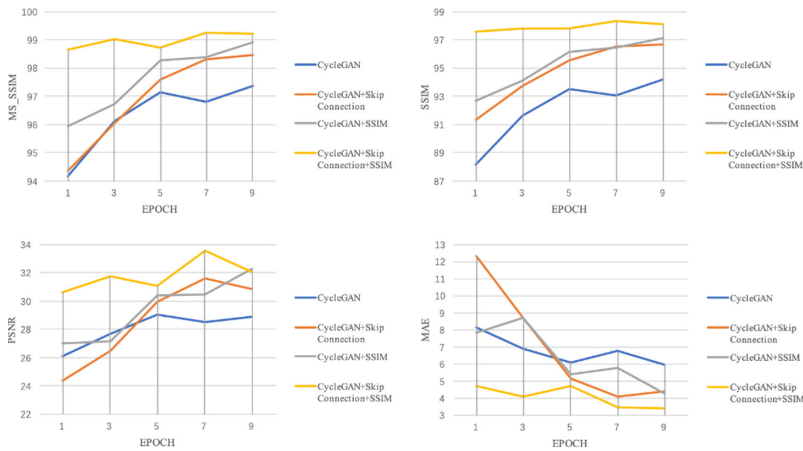 100
99
98
97
96
95
94
MS_SSIM
1 3 5 7 9
EPOCH
CycleGAN
CycleGAN+Skip
Connection
CycleGAN+SSIM
CycleGAN+Skip
Connection+SSIM
99
97
95
93
91
89
87
SSIM
1 3 5 7 9
EPOCH
CycleGAN
CycleGAN+Skip
Connection
CycleGAN+SSIM
CycleGAN+Skip
Connection+SSIM
34
32
30
28
26
24
22
PSNR
1 3 5 7 9
EPOCH
CycleGAN
CycleGAN+Skip
Connection
CycleGAN+SSIM
CycleGAN+Skip
Connection+SSIM
13
12
11
10
9
8
7
6
5
4
3
MAE
1 3 5 7 9
EPOCH
CycleGAN
CycleGAN+Skip
Connection
CycleGAN+SSIM
CycleGAN+Skip
Connection+SSIM